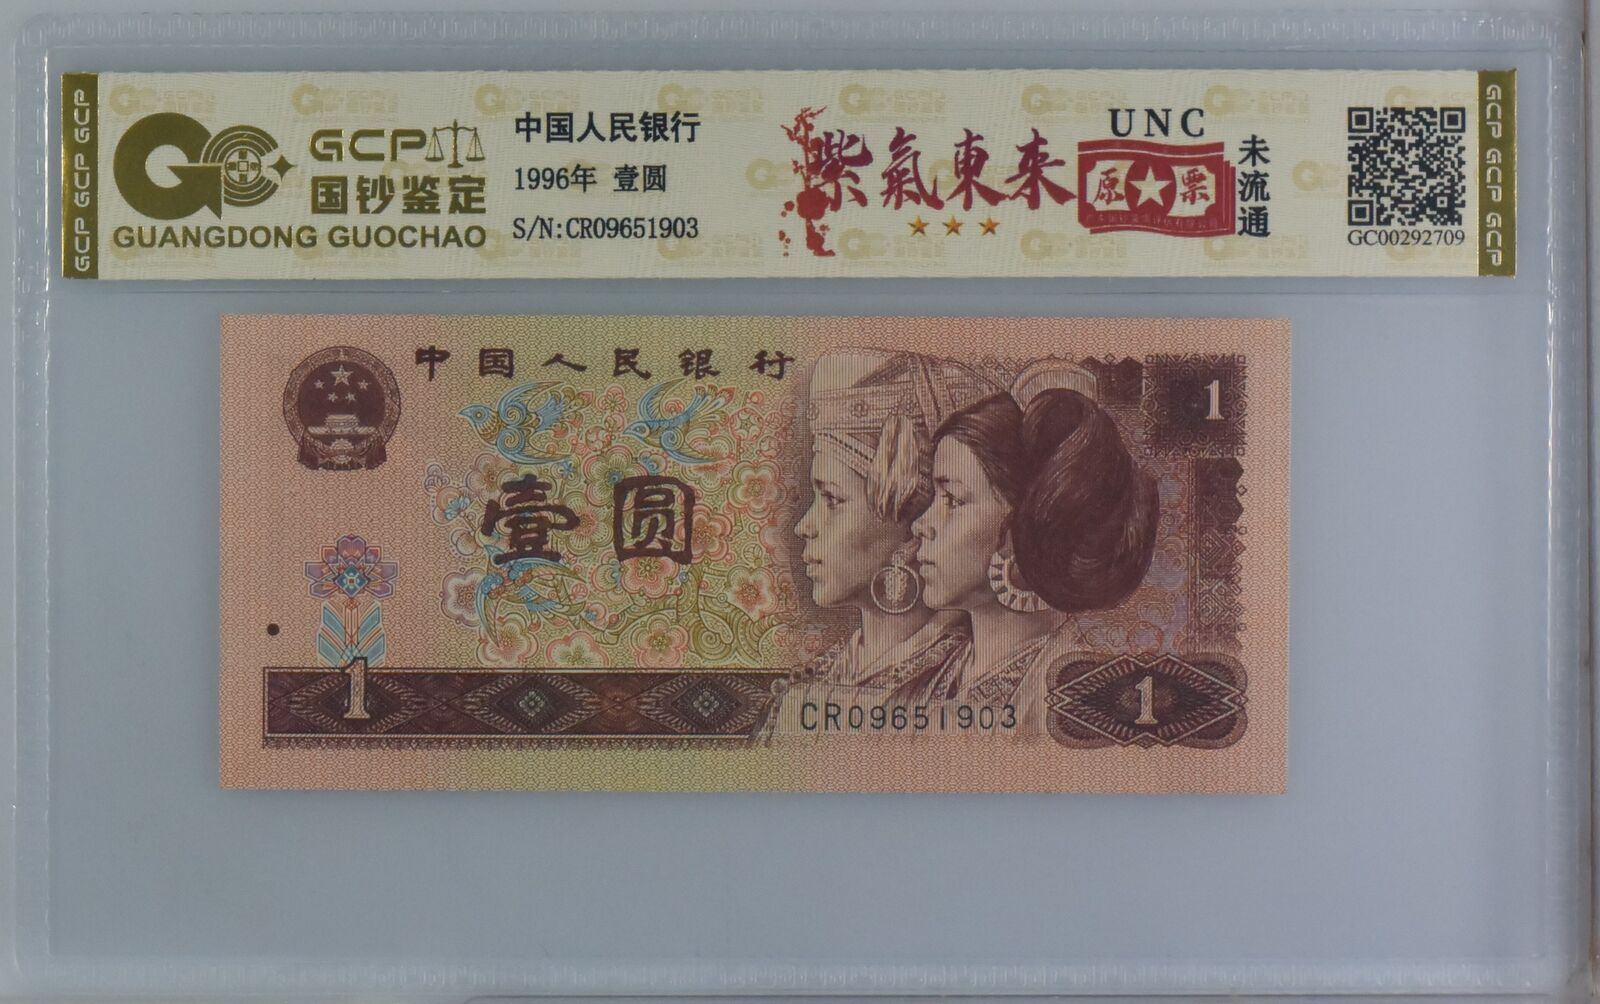 GCP GCP GCP
GCP
国钞鉴定
GUANGDONG GUOCHAO
中国人民银行
1996年 壹圆
S/N:CR09651903
紫氣東来
UNC
原票
未流通
GC00292709
GCP GCP GCP
中国人民银行
1
壹圆
1
CR09651903
1